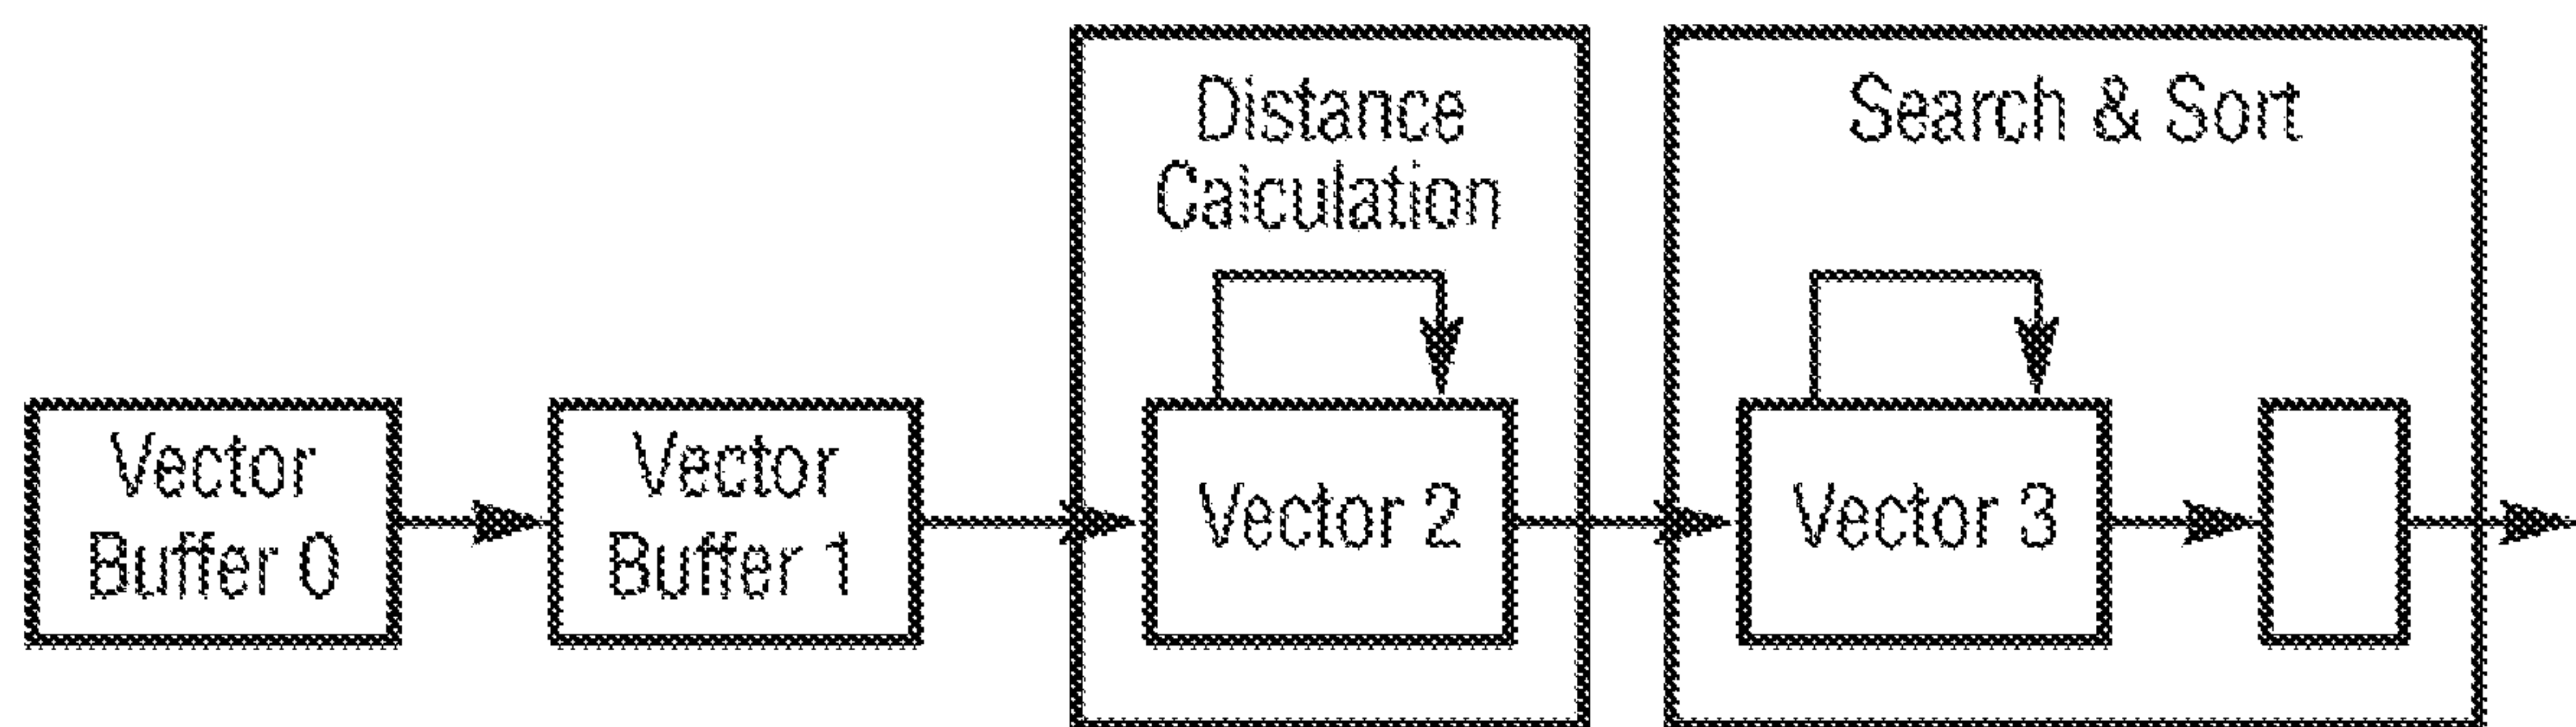 Distance
Calculation
Search & Sort
Vector
Buffer 0
Vector
Buffer 1
Vector 2
Vector 3